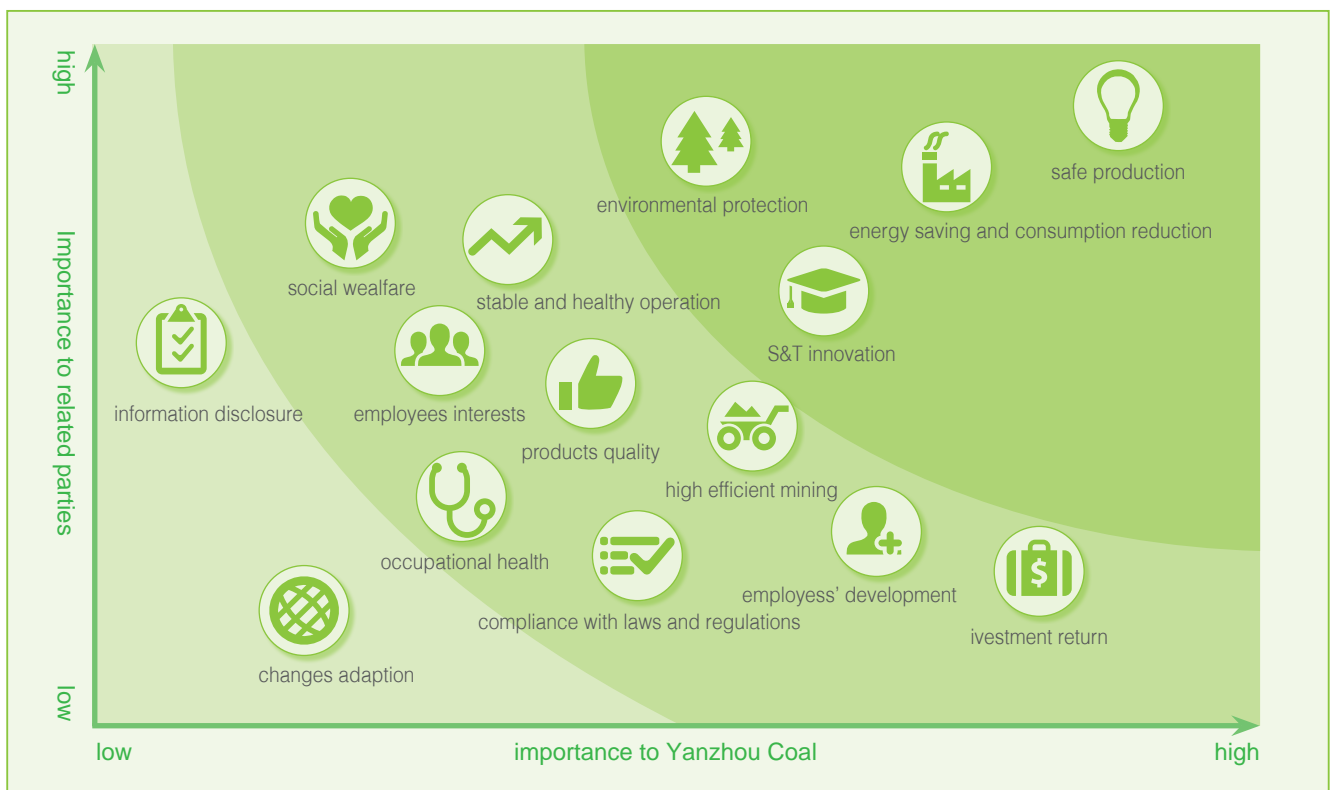 high
Importance to related parties
low
safe production
environmental protection
energy saving and consumption reduction
social wealfare
stable and healthy operation
S&T innovation
information disclosure
employees interests
products quality
high efficient mining
occupational health
employess’ development
compliance with laws and regulations
ivestment return
changes adaption
$
low
importance to Yanzhou Coal
high